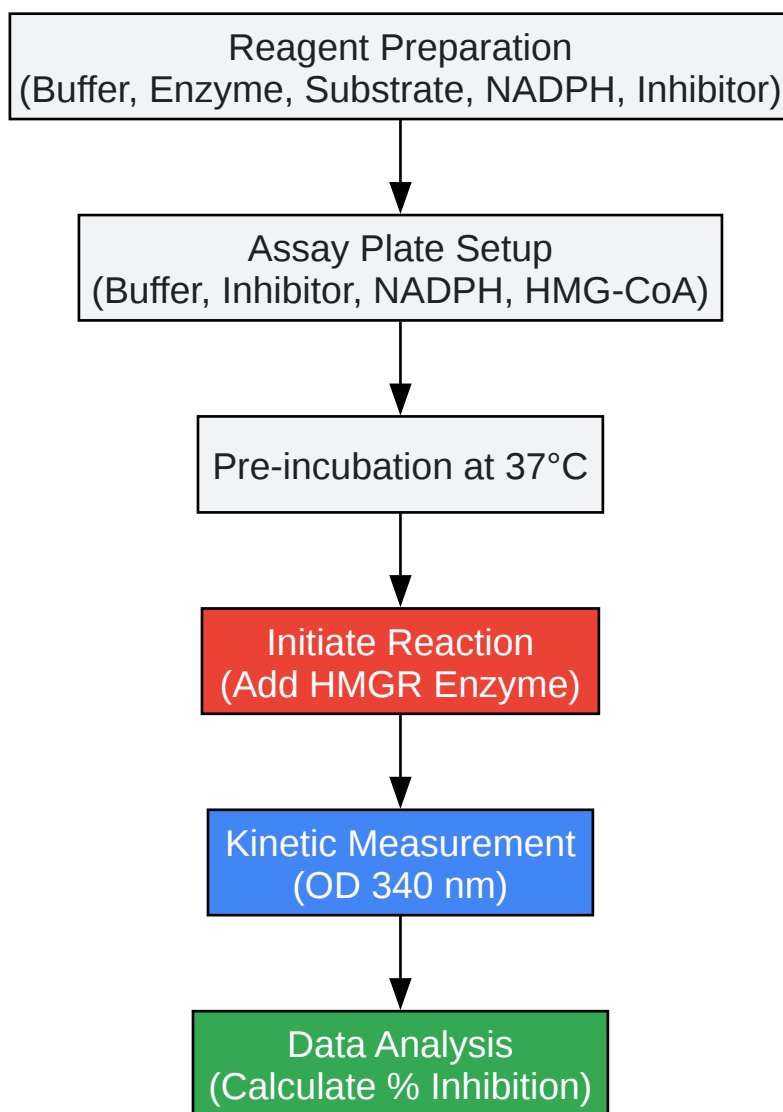 Reagent Preparation
(Buffer, Enzyme, Substrate, NADPH, Inhibitor)
Assay Plate Setup
(Buffer, Inhibitor, NADPH, HMG-CoA)
Pre-incubation at 37°C
Initiate Reaction
(Add HMGR Enzyme)
Kinetic Measurement
(OD 340 nm)
Data Analysis
(Calculate % Inhibition)